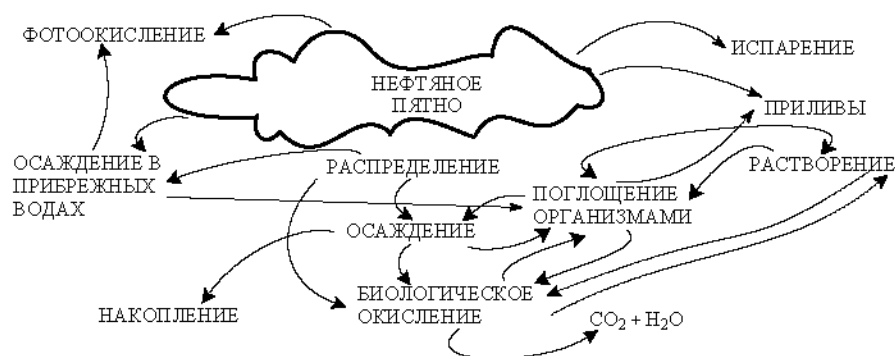 ФОТООКИСЛЕНИЕ
ИСПАРЕНИЕ
НЕФТЯНОЕ
ПЯТНО
ПРИЛИВЫ
ОСАЖДЕНИЕ В
ПРИБРЕЖНЫХ
ВОДАХ
РАСПРЕДЕЛЕНИЕ
РАСТВОРЕНИЕ
ПОГЛОЩЕНИЕ
ОРГАНИЗМАМИ
ОСАЖДЕНИЕ
БИОЛОГИЧЕСКОЕ
ОКИСЛЕНИЕ
НАКОПЛЕНИЕ
CO₂ + H₂O